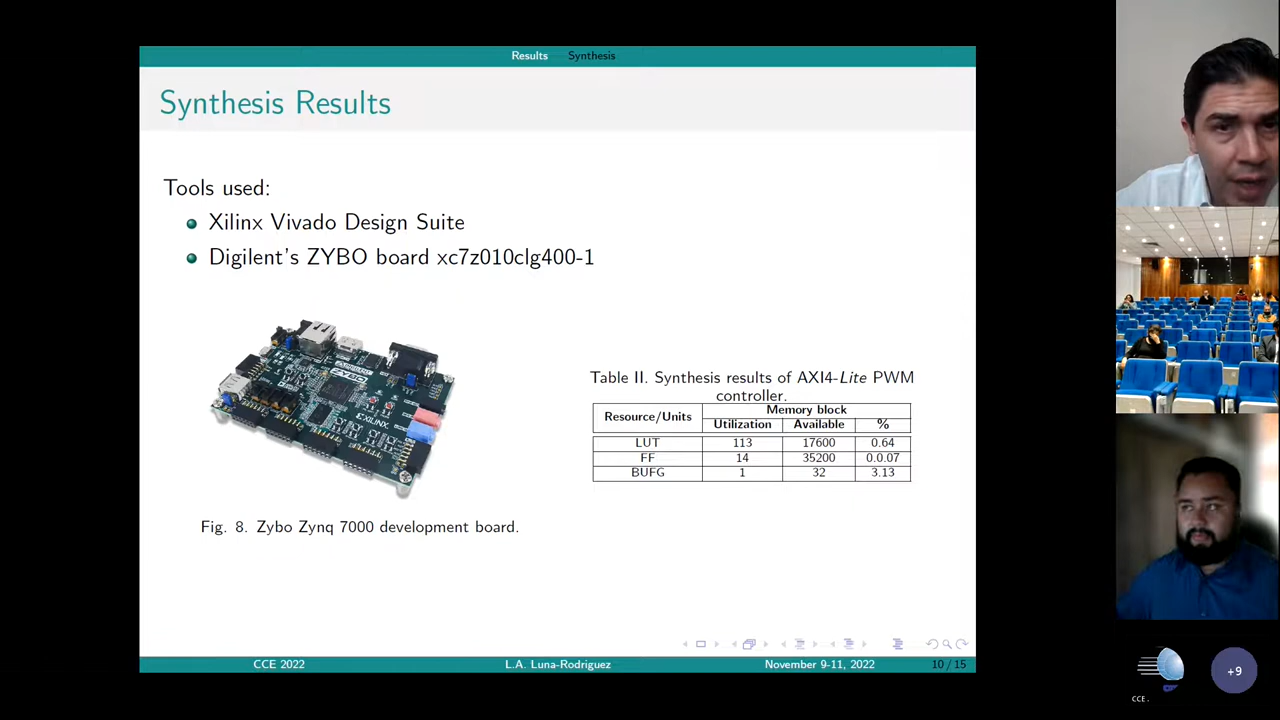 Results Synthesis
Synthesis Results
Tools used:
Xilinx Vivado Design Suite
Digilent's ZYBO board xc7z010clg400-1
ZYBO
XILINX
Fig. 8. Zybo Zynq 7000 development board.
Table II. Synthesis results of AXI4-Lite PWM
controller.
Resource/Units Memory block
Utilization Available %
LUT 113 17600 0.64
FF 14 35200 0.0.07
BUFG 1 32 3.13
CCE 2022 L.A. Luna-Rodriguez November 9-11, 2022 10 / 15
CCE.
+9